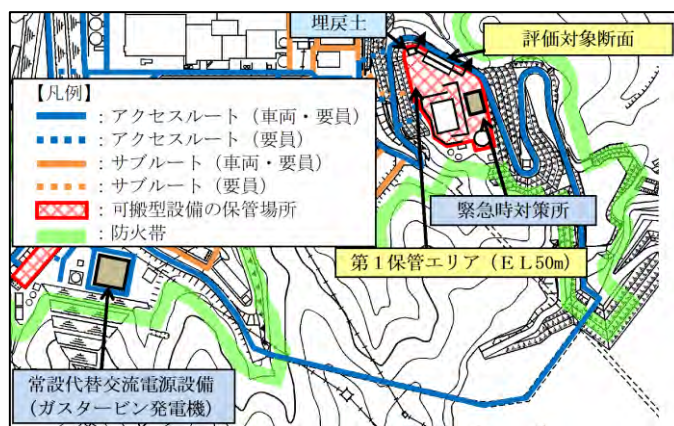 埋戻土
評価対象断面
【凡例】
:アクセスルート(車両・要員)
:アクセスルート(要員)
:サブルート(車両・要員)
:サブルート(要員)
:可搬型設備の保管場所
:防火帯
緊急時対策所
第1保管エリア(EL50m)
常設代替交流電源設備
(ガスタービン発電機)